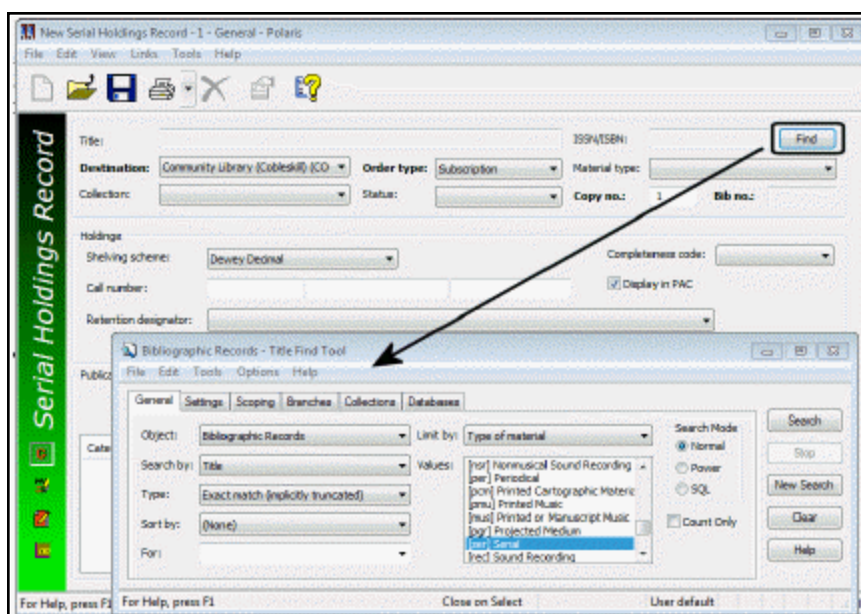 New Serial Holdings Record - 1 - General - Polaris
File Edit View Links Tools Help
Serial Holdings Record
Title: ISSN/ISBN: Find
Destination: Community Library (Cobleskill) (CO Order type: Subscription Material type:
Collection: Status: Copy no.: 1 Bib no.:
Holdings
Shelving scheme: Dewey Decimal Completeness code:
Call number: Display in PAC
Retention designator:
Publica
Cate
Bibliographic Records - Title Find Tool
File Edit Tools Options Help
General Settings Scoping Branches Collections Databases
Object: Bibliographic Records Limit by: Type of material Search Mode Search
Search by: Title Values: [nsr] Nonmusical Sound Recording Normal Stop
[per] Periodical Power
Type: Exact match (implicitly truncated) [pcm] Printed Cartographic Materia SQL New Search
[pmu] Printed Music
Sort by: (None) [mus] Printed or Manuscript Music Count Only Clear
[pgr] Projected Medium
For: [ser] Serial Help
[rec] Sound Recording
For Help, press F1 For Help, press F1 Close on Select User default